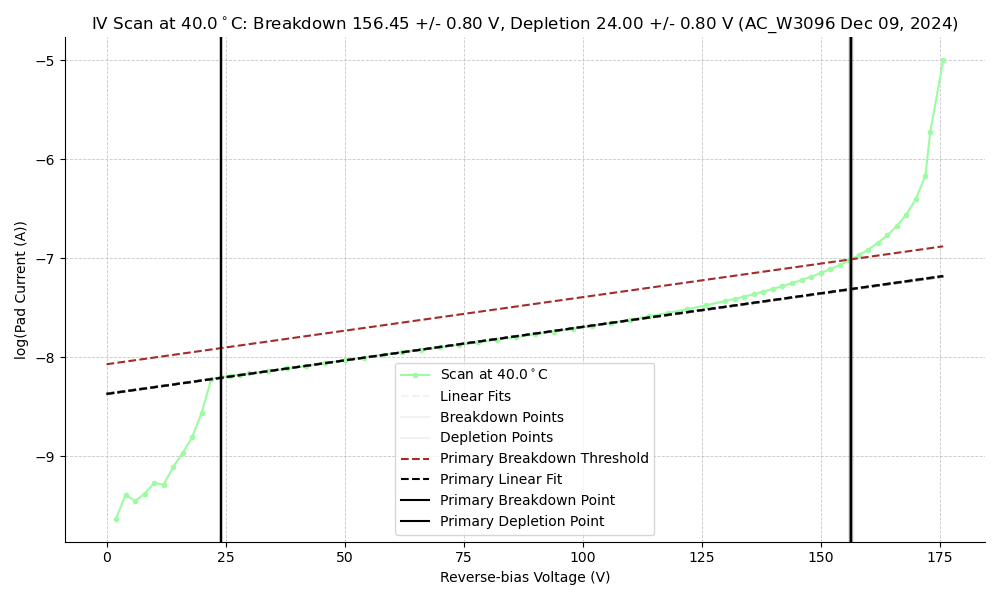 IV Scan at 40.0°C: Breakdown 156.45 +/- 0.80 V, Depletion 24.00 +/- 0.80 V (AC_W3096 Dec 09, 2024)
log(Pad Current (A))
−5
−6
−7
−8
−9
Scan at 40.0°C
Linear Fits
Breakdown Points
Depletion Points
Primary Breakdown Threshold
Primary Linear Fit
Primary Breakdown Point
Primary Depletion Point
0 25 50 75 100 125 150 175
Reverse-bias Voltage (V)